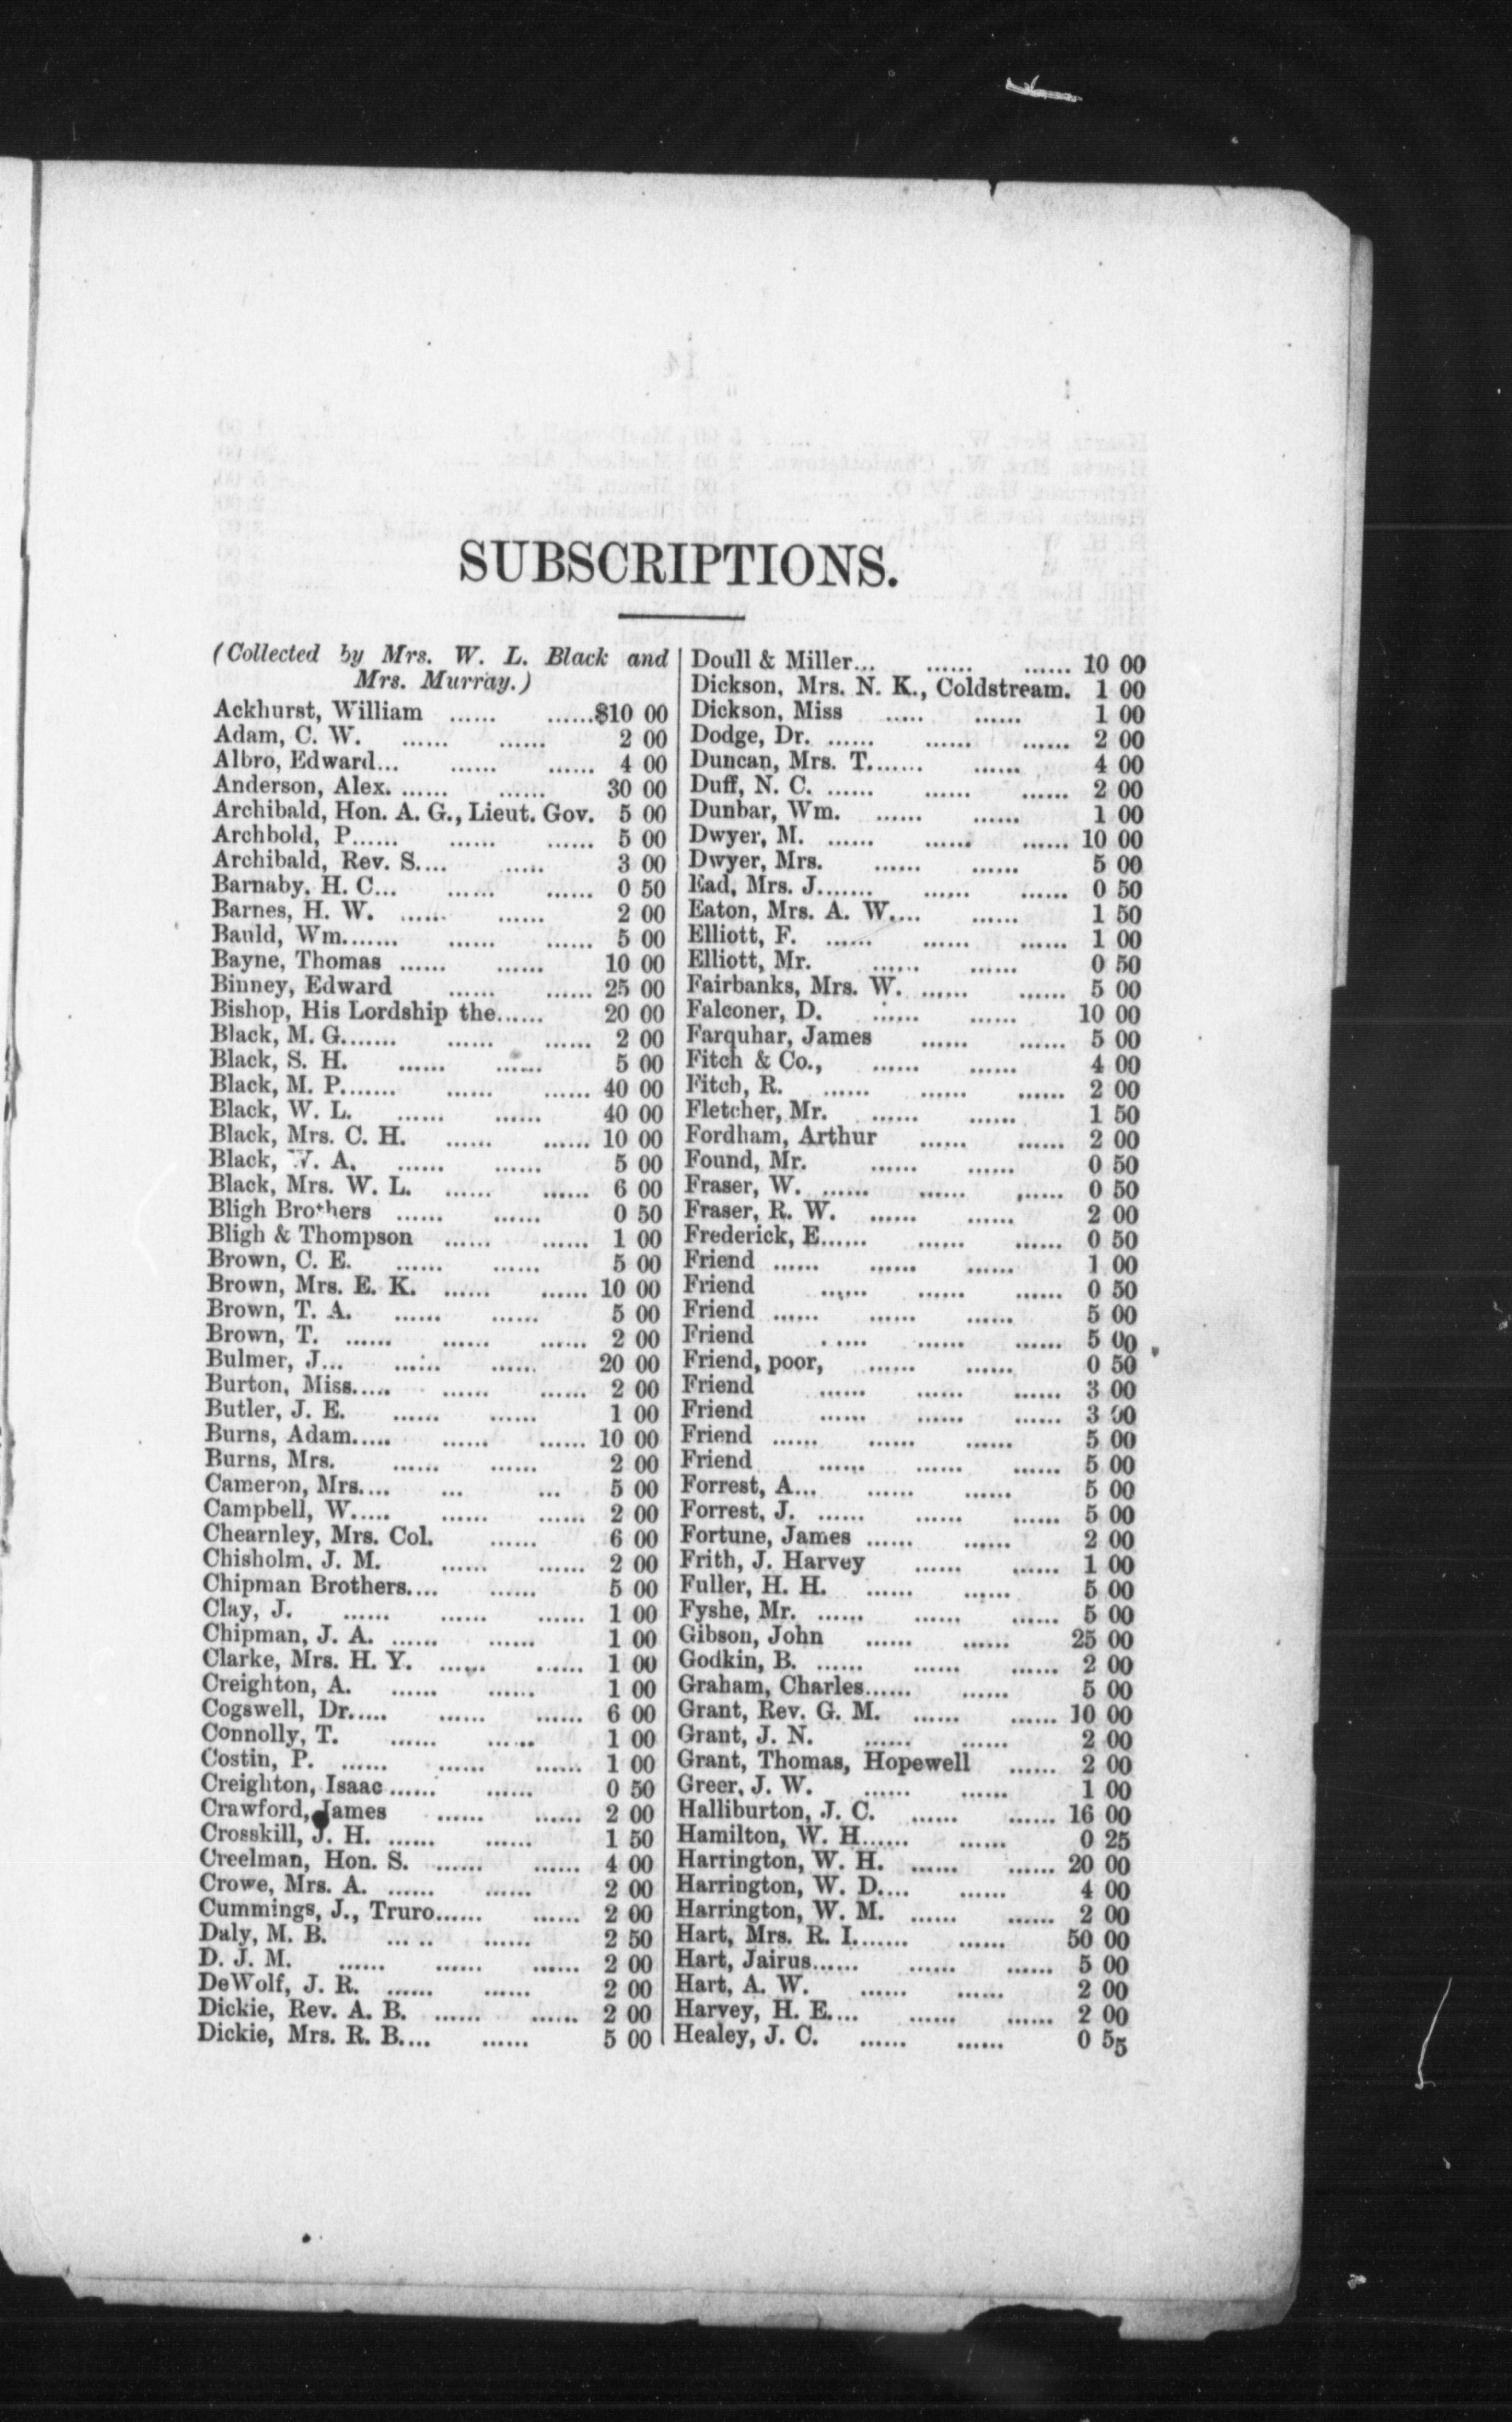 SUBSCRIPTIONS.
(Collected by Mrs. W. L. Black and
Mrs. Murray.)
Ackhurst, William ...... ......$10 00
Adam, C. W. ...... ...... 2 00
Albro, Edward... ...... ...... 4 00
Anderson, Alex. ...... ...... 30 00
Archibald, Hon. A. G., Lieut. Gov. 5 00
Archbold, P...... ...... ...... 5 00
Archibald, Rev. S.... ...... 3 00
Barnaby, H. C... ...... ...... 0 50
Barnes, H. W. ...... ...... 2 00
Bauld, Wm....... ...... ...... 5 00
Bayne, Thomas ...... ...... 10 00
Binney, Edward ...... ...... 25 00
Bishop, His Lordship the...... 20 00
Black, M. G....... ...... ...... 2 00
Black, S. H. ...... ...... 5 00
Black, M. P....... ...... ...... 40 00
Black, W. L. ...... ...... 40 00
Black, Mrs. C. H. ...... ...... 10 00
Black, W. A. ...... ...... 5 00
Black, Mrs. W. L. ...... ...... 6 00
Bligh Brothers ...... ...... 0 50
Bligh & Thompson ...... ...... 1 00
Brown, C. E. ...... ...... 5 00
Brown, Mrs. E. K. ...... ...... 10 00
Brown, T. A. ...... ...... 5 00
Brown, T. ...... ...... ...... 2 00
Bulmer, J... ...... ...... 20 00
Burton, Miss..... ...... ...... 2 00
Butler, J. E. ...... ...... 1 00
Burns, Adam..... ...... ...... 10 00
Burns, Mrs. ...... ...... 2 00
Cameron, Mrs.... ... ... 5 00
Campbell, W..... ...... ...... 2 00
Chearnley, Mrs. Col. ...... 6 00
Chisholm, J. M. ...... ...... 2 00
Chipman Brothers.... ...... 5 00
Clay, J. ...... ...... ...... 1 00
Chipman, J. A. ...... ...... 1 00
Clarke, Mrs. H. Y. ...... ...... 1 00
Creighton, A. ...... ...... 1 00
Cogswell, Dr..... ...... ...... 6 00
Connolly, T. ...... ...... 1 00
Costin, P. ...... ...... ...... 1 00
Creighton, Isaac ...... ...... 0 50
Crawford, James ...... ...... 2 00
Crosskill, J. H. ...... ...... 1 50
Creelman, Hon. S. ...... ...... 4 00
Crowe, Mrs. A. ...... ...... 2 00
Cummings, J., Truro...... ...... 2 00
Daly, M. B. ... .. ...... 2 50
D. J. M. ...... ...... ...... 2 00
DeWolf, J. R. ...... ...... 2 00
Dickie, Rev. A. B. ...... ...... 2 00
Dickie, Mrs. R. B.... ...... 5 00
Doull & Miller... ...... ...... 10 00
Dickson, Mrs. N. K., Coldstream. 1 00
Dickson, Miss ..... ...... 1 00
Dodge, Dr. ...... ...... ...... 2 00
Duncan, Mrs. T....... ...... 4 00
Duff, N. C. ...... ...... ...... 2 00
Dunbar, Wm. ...... ...... 1 00
Dwyer, M. ...... ...... ...... 10 00
Dwyer, Mrs. ...... ...... 5 00
Ead, Mrs. J....... ...... ...... 0 50
Eaton, Mrs. A. W.... ...... 1 50
Elliott, F. ...... ...... ...... 1 00
Elliott, Mr. ...... ...... 0 50
Fairbanks, Mrs. W. ...... ...... 5 00
Falconer, D. ...... ...... 10 00
Farquhar, James ...... ...... 5 00
Fitch & Co., ...... ...... 4 00
Fitch, R. ...... ...... ...... 2 00
Fletcher, Mr. ...... ...... 1 50
Fordham, Arthur ...... ...... 2 00
Found, Mr. ...... ...... 0 50
Fraser, W. ...... ...... ...... 0 50
Fraser, R. W. ...... ...... 2 00
Frederick, E...... ...... ...... 0 50
Friend ...... ...... ...... 1 00
Friend ...... ...... ...... 0 50
Friend ...... ...... ...... 5 00
Friend . .... ...... ...... 5 00
Friend, poor, ...... ...... 0 50
Friend ...... ...... ...... 3 00
Friend ...... ...... ...... 3 00
Friend ...... ...... ...... 5 00
Friend ...... ...... ...... 5 00
Forrest, A... ...... ...... 5 00
Forrest, J. ...... ...... ...... 5 00
Fortune, James ...... ...... 2 00
Frith, J. Harvey ...... ...... 1 00
Fuller, H. H. ...... ...... 5 00
Fyshe, Mr. ...... ...... ...... 5 00
Gibson, John ...... ...... 25 00
Godkin, B. ...... ...... ...... 2 00
Graham, Charles...... ...... 5 00
Grant, Rev. G. M. ...... ...... 10 00
Grant, J. N. ...... ...... 2 00
Grant, Thomas, Hopewell ...... 2 00
Greer, J. W. ...... ...... 1 00
Halliburton, J. C. ...... ...... 16 00
Hamilton, W. H...... ...... 0 25
Harrington, W. H. ...... ...... 20 00
Harrington, W. D.... ...... 4 00
Harrington, W. M. ...... ...... 2 00
Hart, Mrs. R. I....... ...... 50 00
Hart, Jairus...... ...... ...... 5 00
Hart, A. W. ...... ...... 2 00
Harvey, H. E.... ...... ...... 2 00
Healey, J. C. ...... ...... 0 55